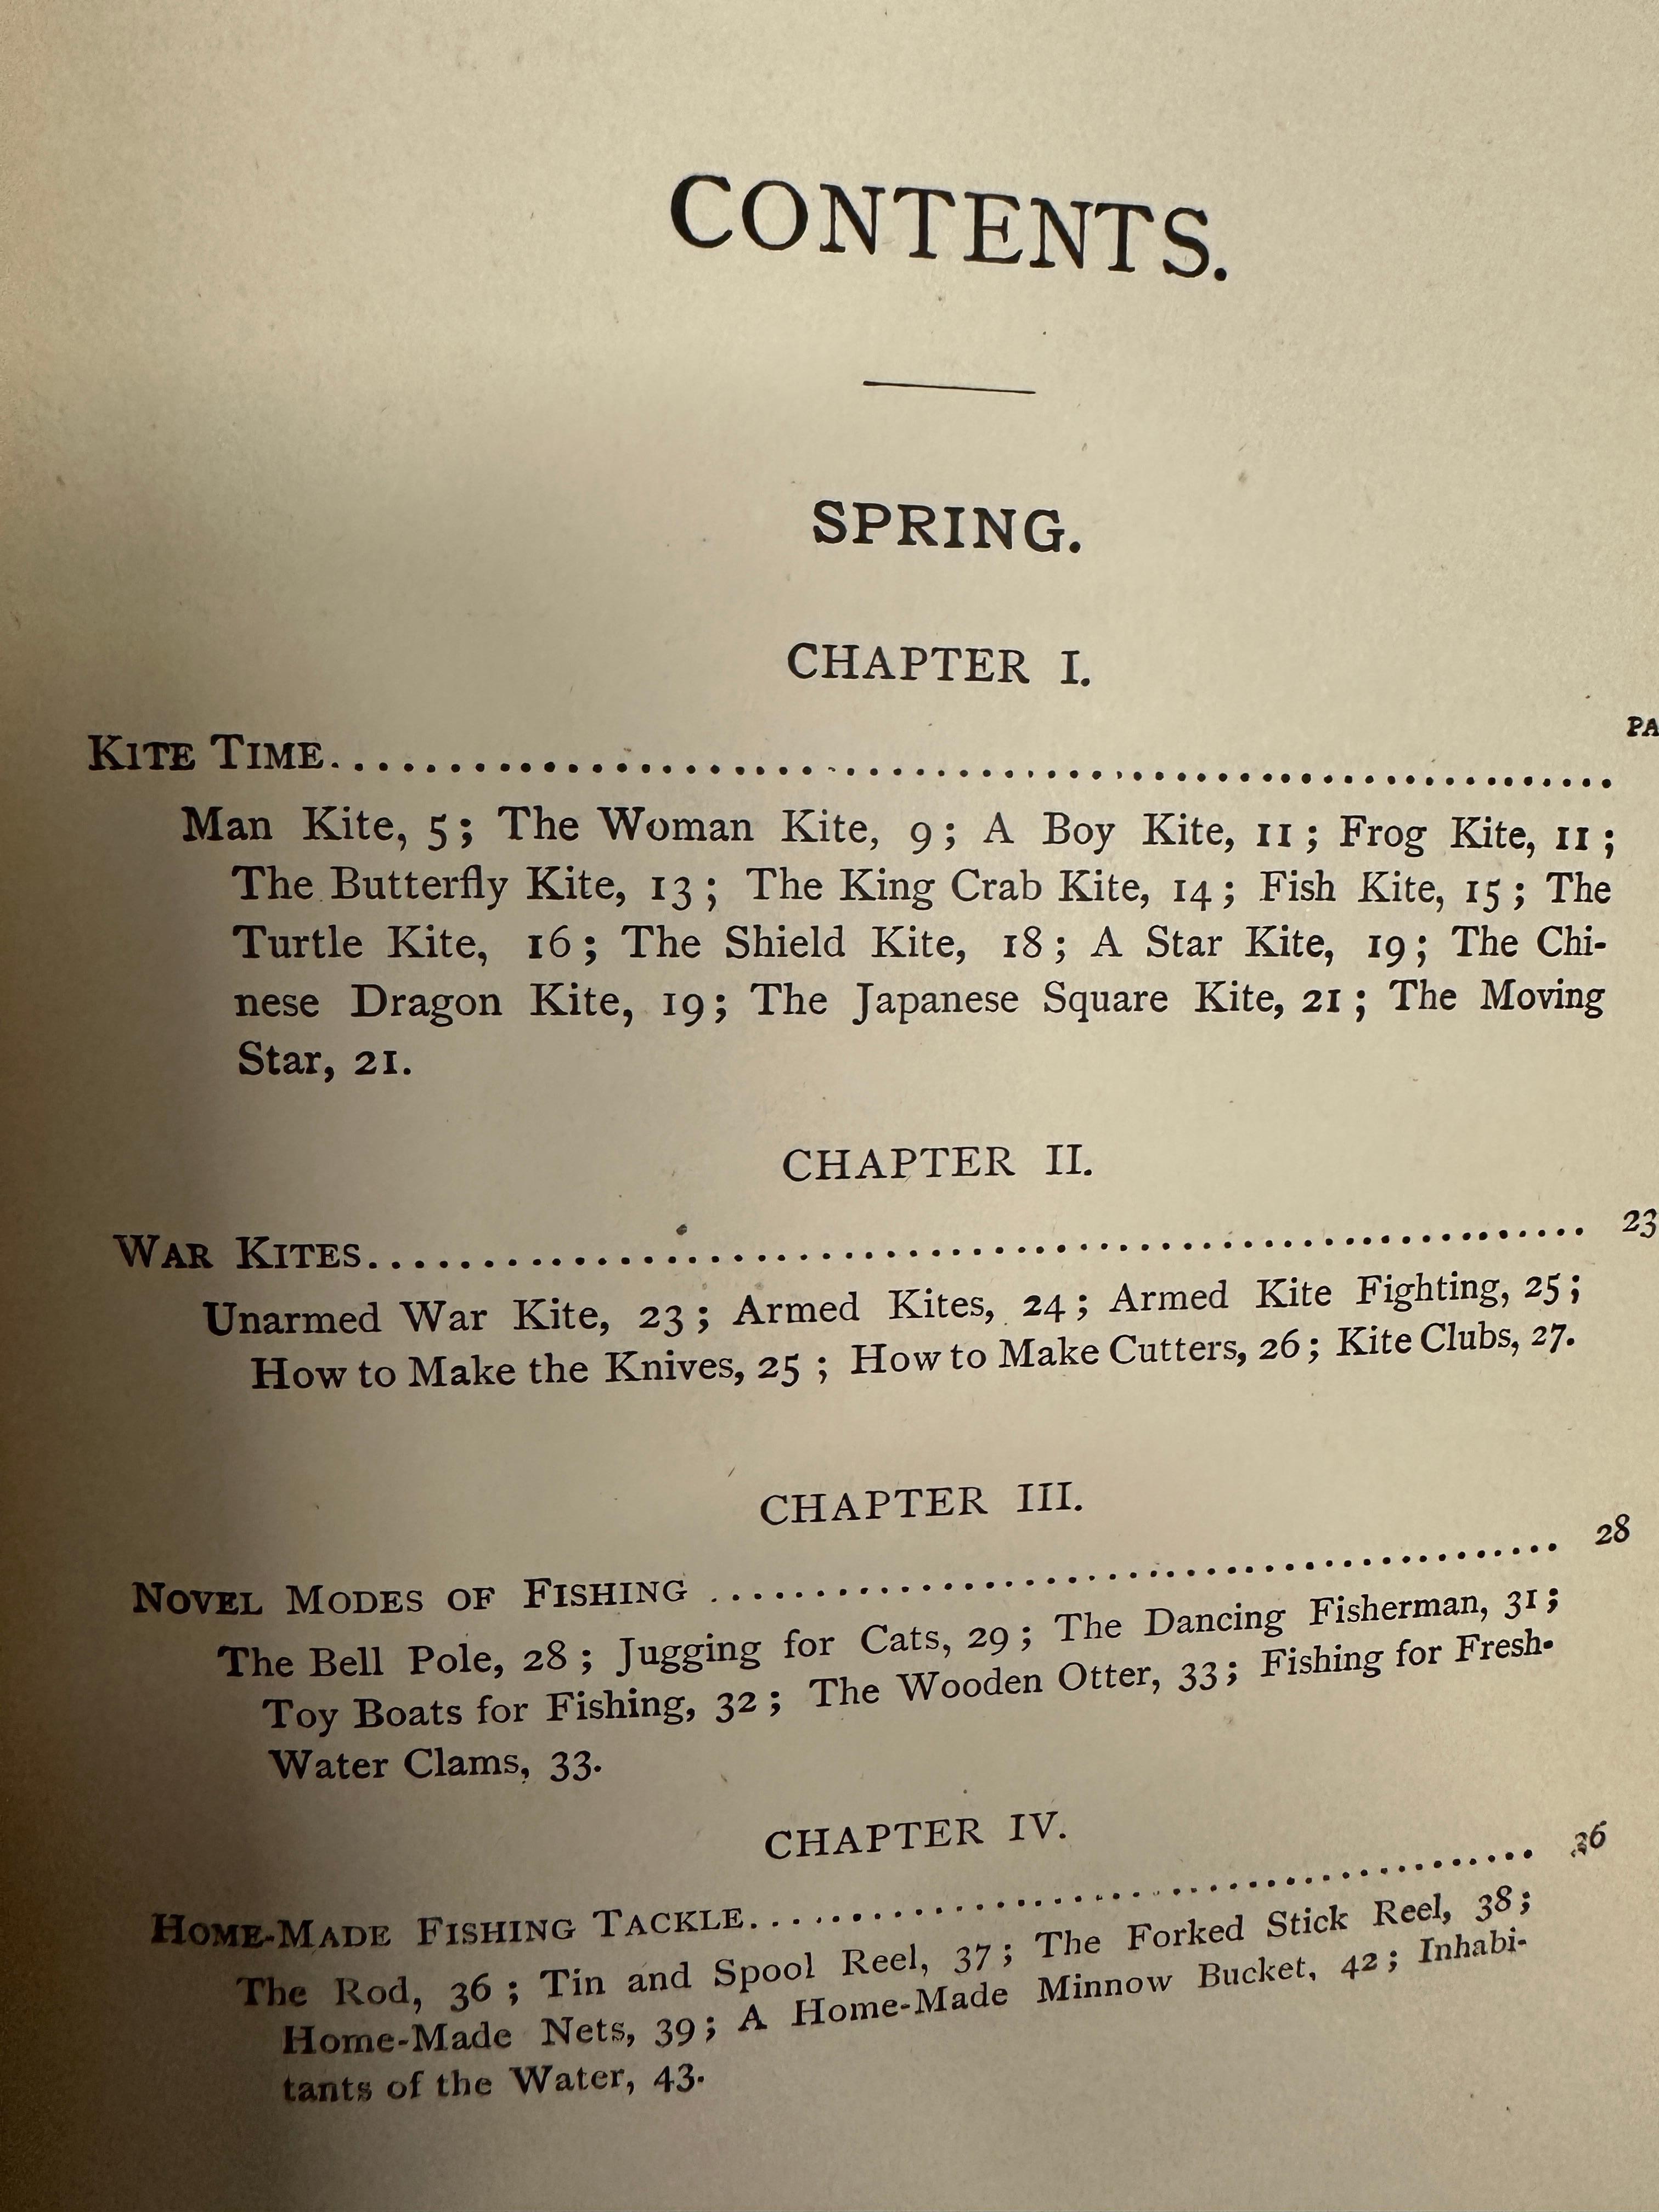 CONTENTS.
SPRING.
CHAPTER I.
PA
KITE TIME......................................................
Man Kite, 5; The Woman Kite, 9; A Boy Kite, 11; Frog Kite, 11;
The Butterfly Kite, 13; The King Crab Kite, 14; Fish Kite, 15; The
Turtle Kite, 16; The Shield Kite, 18; A Star Kite, 19; The Chi-
nese Dragon Kite, 19; The Japanese Square Kite, 21; The Moving
Star, 21.
CHAPTER II.
WAR KITES...................................................... 23
Unarmed War Kite, 23; Armed Kites, 24; Armed Kite Fighting, 25;
How to Make the Knives, 25; How to Make Cutters, 26; Kite Clubs, 27.
CHAPTER III.
NOVEL MODES OF FISHING ...................................... 28
The Bell Pole, 28; Jugging for Cats, 29; The Dancing Fisherman, 31;
Toy Boats for Fishing, 32; The Wooden Otter, 33; Fishing for Fresh-
Water Clams, 33.
CHAPTER IV.
HOME-MADE FISHING TACKLE.................................... 36
The Rod, 36; Tin and Spool Reel, 37; The Forked Stick Reel, 38;
Home-Made Nets, 39; A Home-Made Minnow Bucket, 42; Inhabi-
tants of the Water, 43.